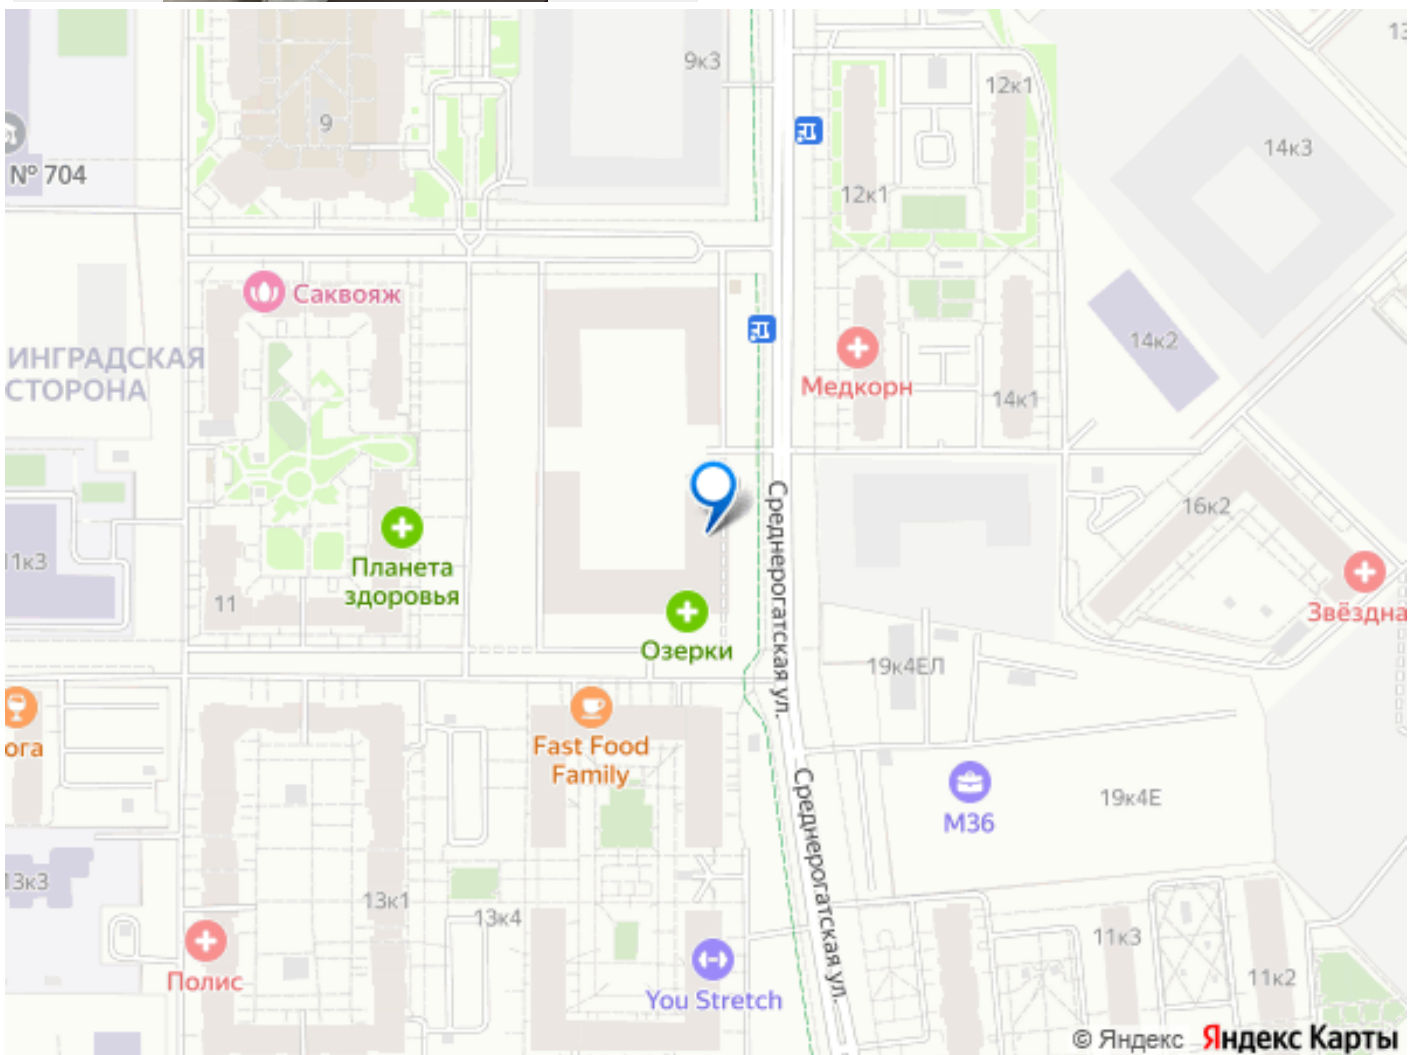 9к3
13
12к1
9
14к3
№ 704
12к1
Саквояж
ИНГРАДСКАЯ
СТОРОНА
14к2
Медкорн
14к1
16к2
Планета
здоровья
11к3
11
Среднерогатская ул.
Звёздна
Озерки
19к4ЕЛ
ога
Fast Food
Family
М36
19к4Е
Среднерогатская ул.
13к3
13к1
13к4
11к3
Полис
You Stretch
11к2
© Яндекс Яндекс Карты